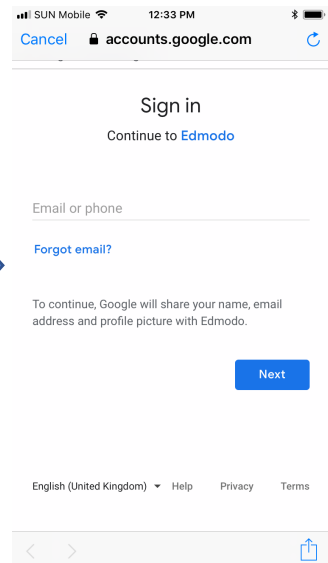 SUN Mobile 12:33 PM
Cancel accounts.google.com
Sign in
Continue to Edmodo
Email or phone
Forgot email?
To continue, Google will share your name, email
address and profile picture with Edmodo.
Next
English (United Kingdom) Help Privacy Terms